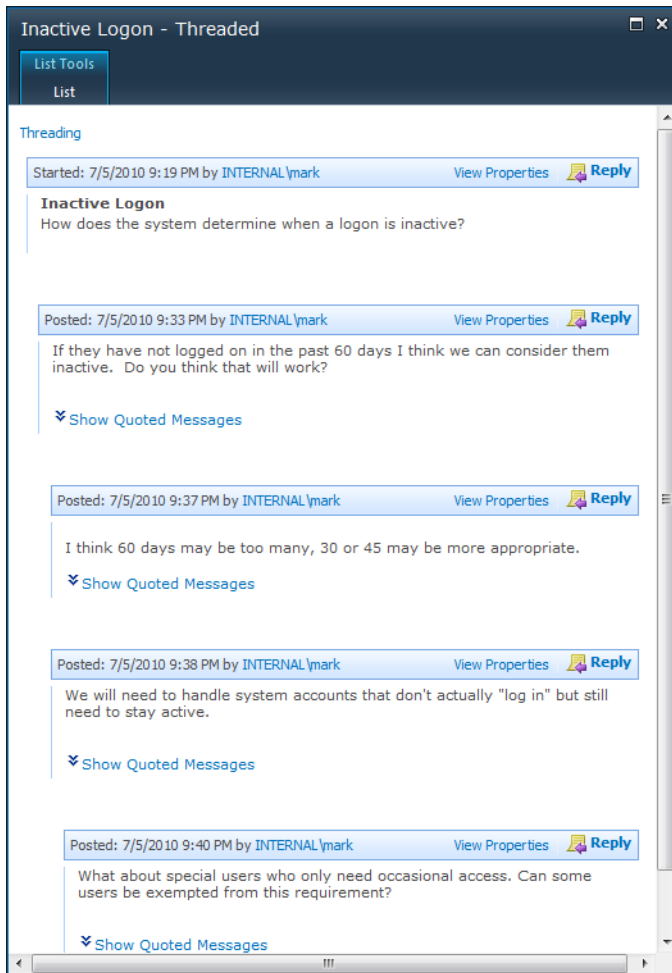 Inactive Logon - Threaded
List Tools
List
Threading
Started: 7/5/2010 9:19 PM by INTERNAL\mark View Properties Reply
Inactive Logon
How does the system determine when a logon is inactive?
Posted: 7/5/2010 9:33 PM by INTERNAL\mark View Properties Reply
If they have not logged on in the past 60 days I think we can consider them
inactive.  Do you think that will work?
Show Quoted Messages
Posted: 7/5/2010 9:37 PM by INTERNAL\mark View Properties Reply
I think 60 days may be too many, 30 or 45 may be more appropriate.
Show Quoted Messages
Posted: 7/5/2010 9:38 PM by INTERNAL\mark View Properties Reply
We will need to handle system accounts that don't actually "log in" but still
need to stay active.
Show Quoted Messages
Posted: 7/5/2010 9:40 PM by INTERNAL\mark View Properties Reply
What about special users who only need occasional access. Can some
users be exempted from this requirement?
Show Quoted Messages